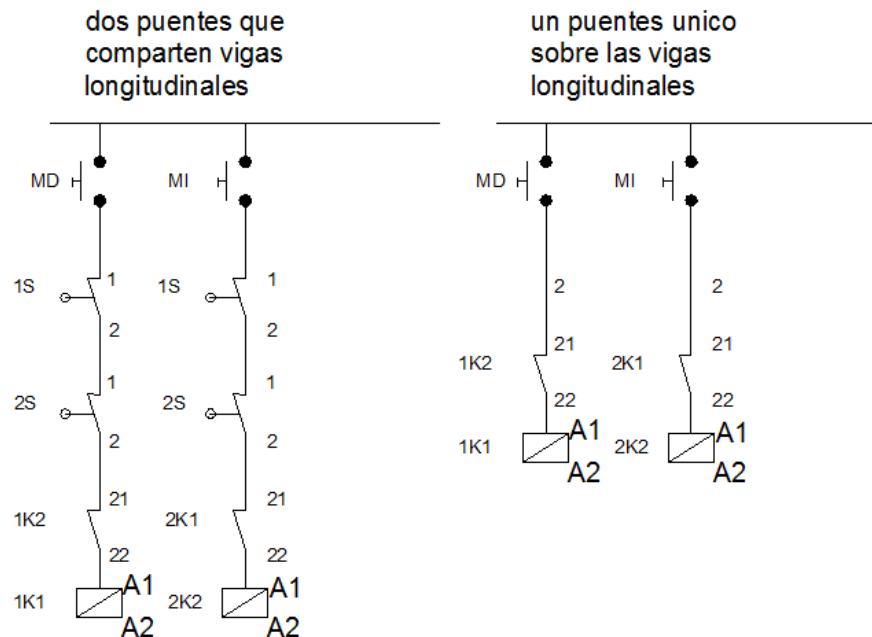 dos puentes que
comparten vigas
longitudinales
MD
MI
1S
1
2
1S
1
2
2S
1
2
2S
1
2
1K2
21
22
2K1
21
22
1K1
A1
A2
2K2
A1
A2
un puentes unico
sobre las vigas
longitudinales
MD
MI
2
2
1K2
21
22
2K1
21
22
1K1
A1
A2
2K2
A1
A2